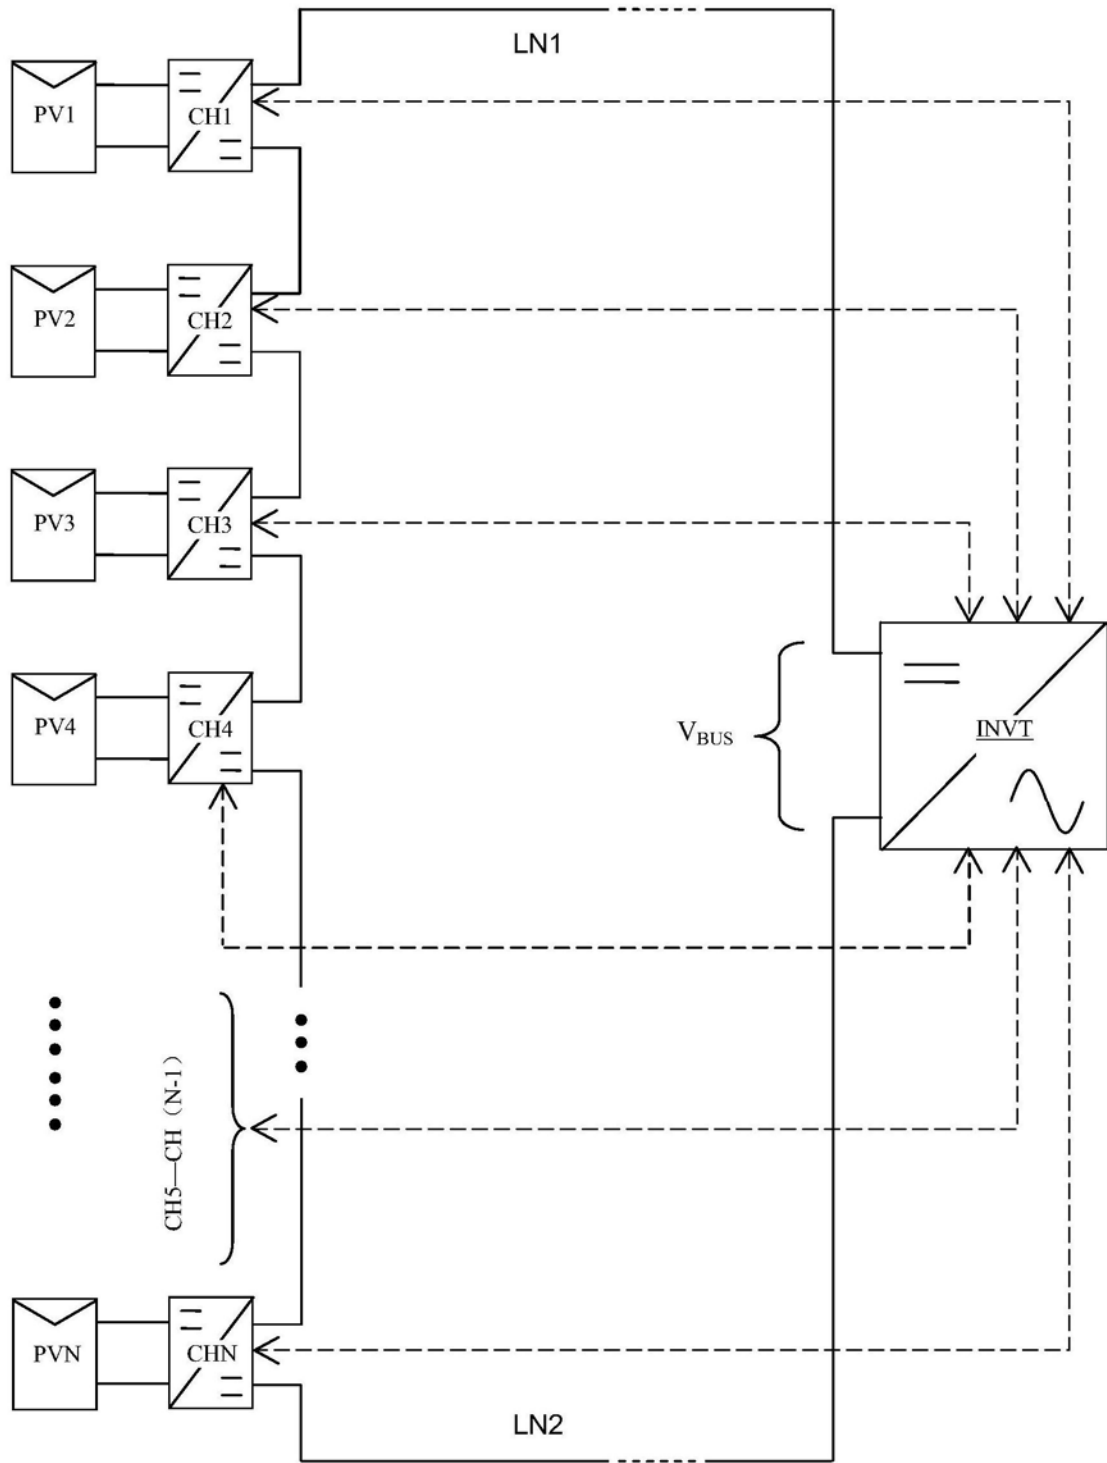 LN1
PV1
CH1
PV2
CH2
PV3
CH3
PV4
CH4
VBUS
INVT
CH5—CH（N-1）
PVN
CHN
LN2